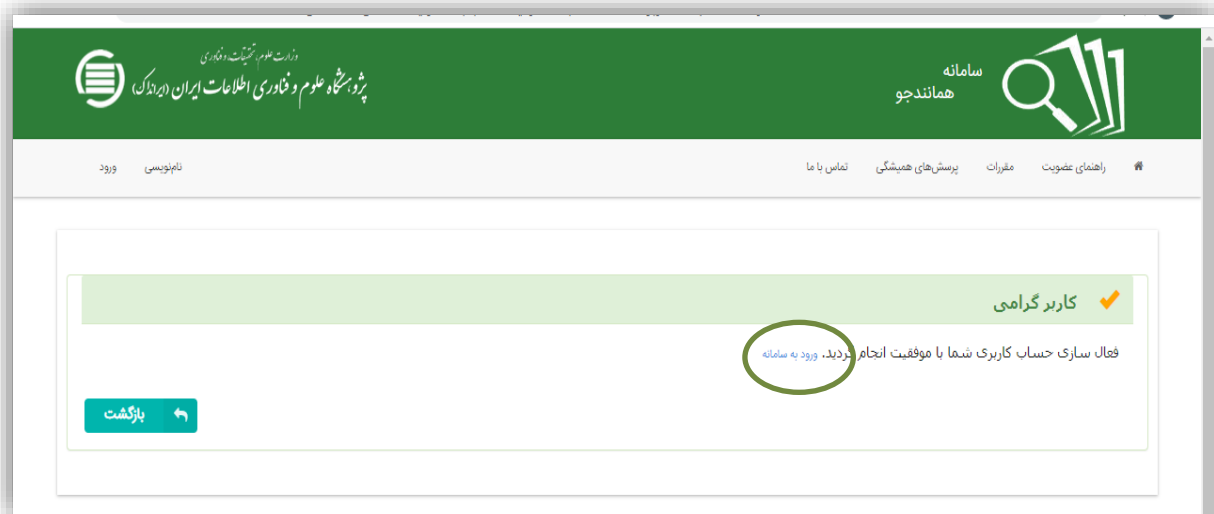 سامانه
همانندجو
وزارت علوم، تحقیقات و فناوری
پژوهشگاه علوم و فناوری اطلاعات ایران (ایرانداک)
راهنمای عضویت
مقررات
پرسش‌های همیشگی
تماس با ما
نام‌نویسی
ورود
کاربر گرامی
فعال سازی حساب کاربری شما با موفقیت انجام گردید. ورود به سامانه
بازگشت